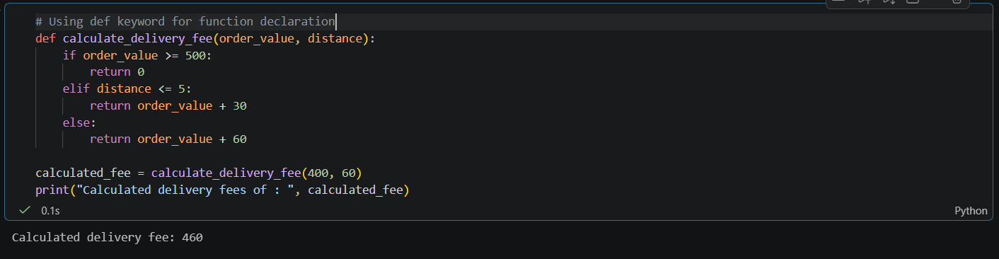 # Using def keyword for function declaration
def calculate_delivery_fee(order_value, distance):
    if order_value >= 500:
        return 0
    elif distance <= 5:
        return order_value + 30
    else:
        return order_value + 60

calculated_fee = calculate_delivery_fee(400, 60)
print("Calculated delivery fees of : ", calculated_fee)
0.1s
Python
Calculated delivery fee: 460